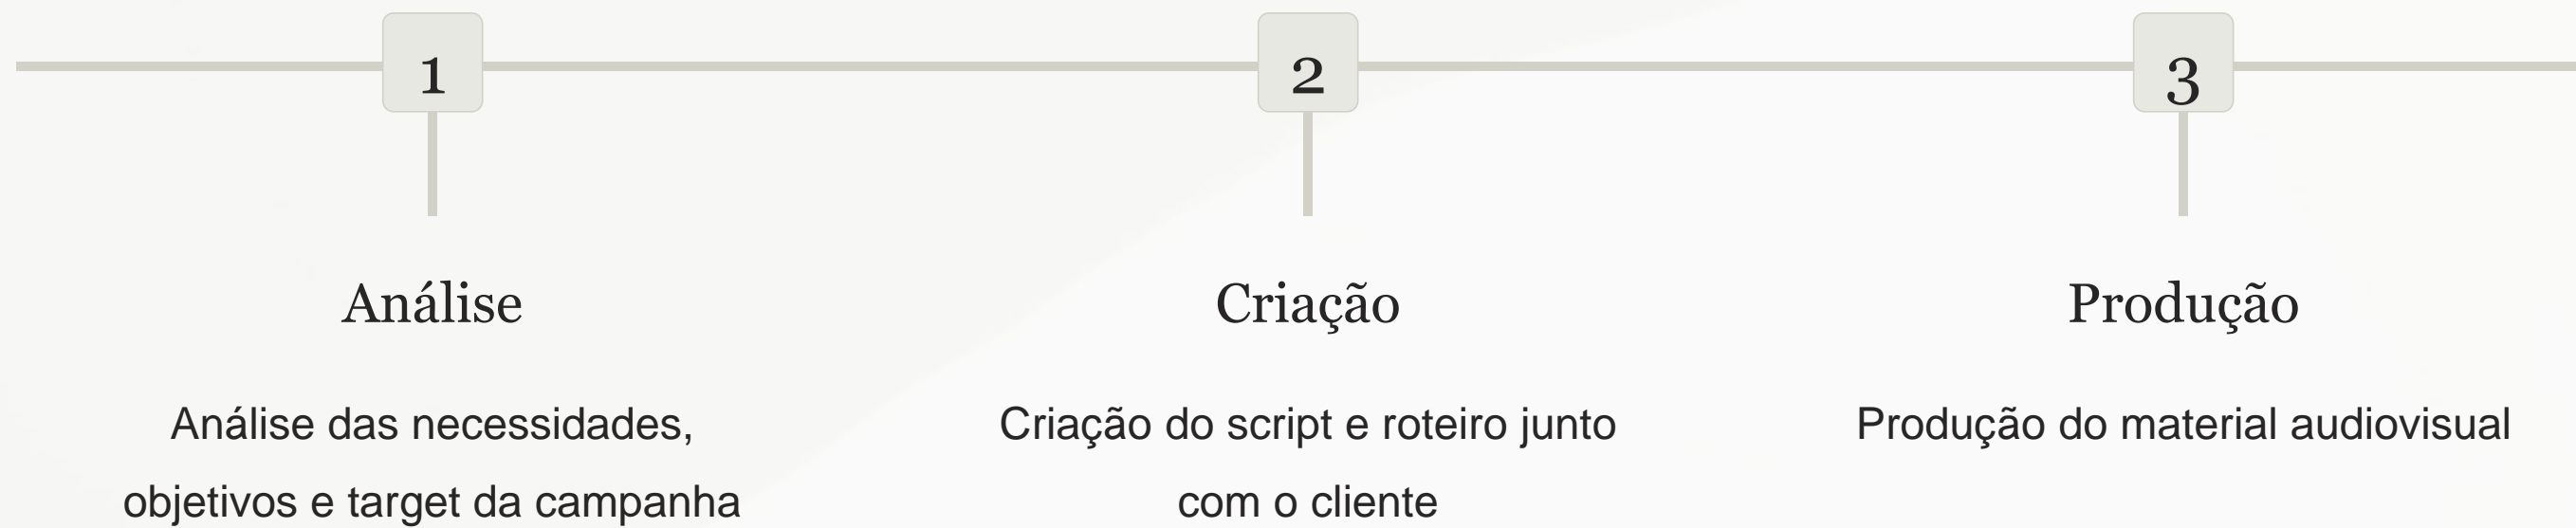 1
2
3
Análise
Criação
Produção
Análise das necessidades,
objetivos e target da campanha
Criação do script e roteiro junto
com o cliente
Produção do material audiovisual